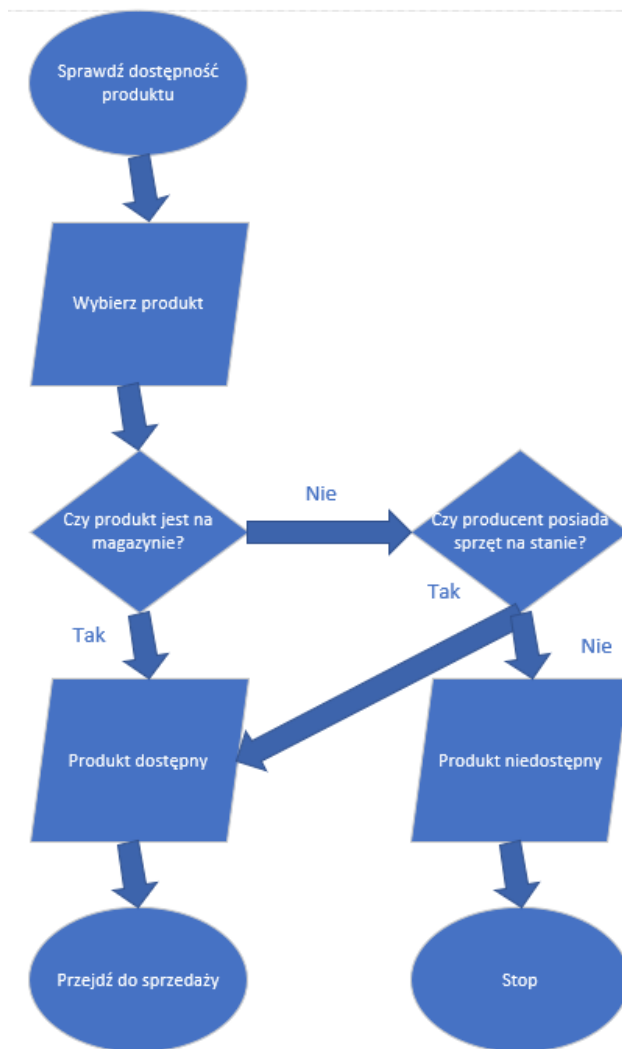 Sprawdź dostępność
produktu
Wybierz produkt
Czy produkt jest na
magazynie?
Nie
Czy producent posiada
sprzęt na stanie?
Tak
Tak
Nie
Produkt dostępny
Produkt niedostępny
Przejdź do sprzedaży
Stop